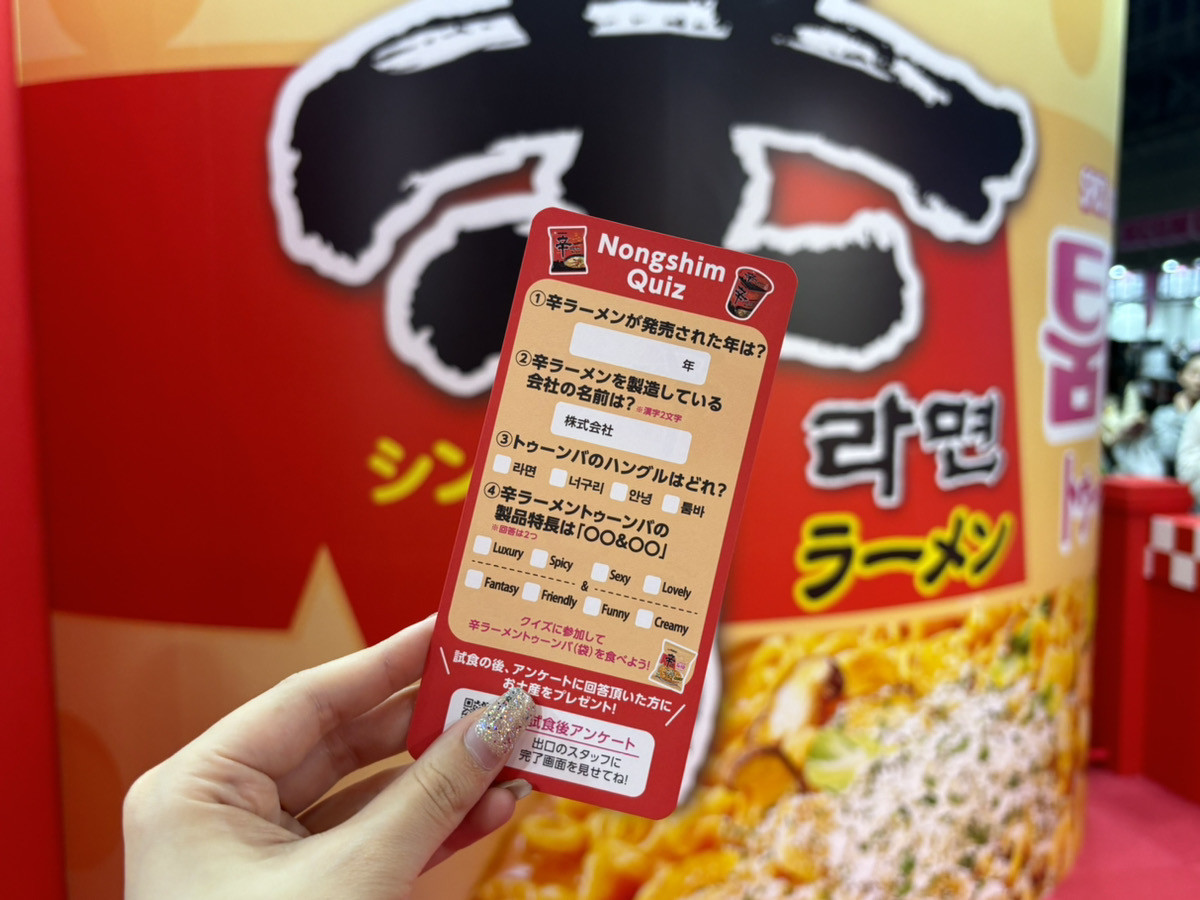 辛
라면
シン
ラーメン
툼
トゥ
Nongshim
Quiz
①辛ラーメンが発売された年は?
年
②辛ラーメンを製造している
会社の名前は? ※漢字2文字
株式会社
③トゥーンバのハングルはどれ?
라면 너구리 안녕 툼바
④辛ラーメントゥーンバの
製品特長は「〇〇&〇〇」
※回答は2つ
Luxury Spicy Sexy Lovely
&
Fantasy Friendly Funny Creamy
クイズに参加して
辛ラーメントゥーンバ(袋)を食べよう!
試食の後、アンケートに回答頂いた方に
お土産をプレゼント!
試食後アンケート
出口のスタッフに
完了画面を見せてね!